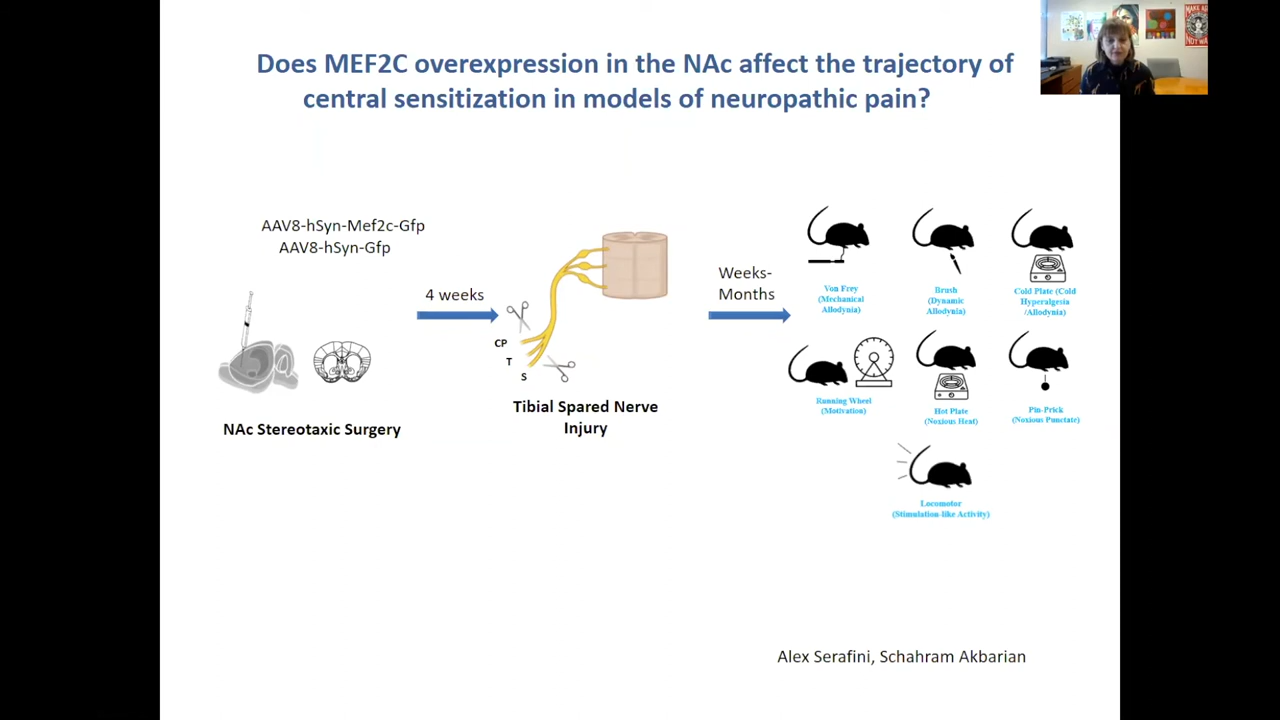 Does MEF2C overexpression in the NAc affect the trajectory of
central sensitization in models of neuropathic pain?
AAV8-hSyn-Mef2c-Gfp
AAV8-hSyn-Gfp
NAc Stereotaxic Surgery
4 weeks
CP
T
S
Tibial Spared Nerve
Injury
Weeks-
Months
Von Frey
(Mechanical
Allodynia)
Brush
(Dynamic
Allodynia)
Cold Plate (Cold
Hyperalgesia
/Allodynia)
Running Wheel
(Motivation)
Hot Plate
(Noxious Heat)
Pin-Prick
(Noxious Punctate)
Locomotor
(Stimulation-like Activity)
Alex Serafini, Schahram Akbarian
MAKE
NOT WA